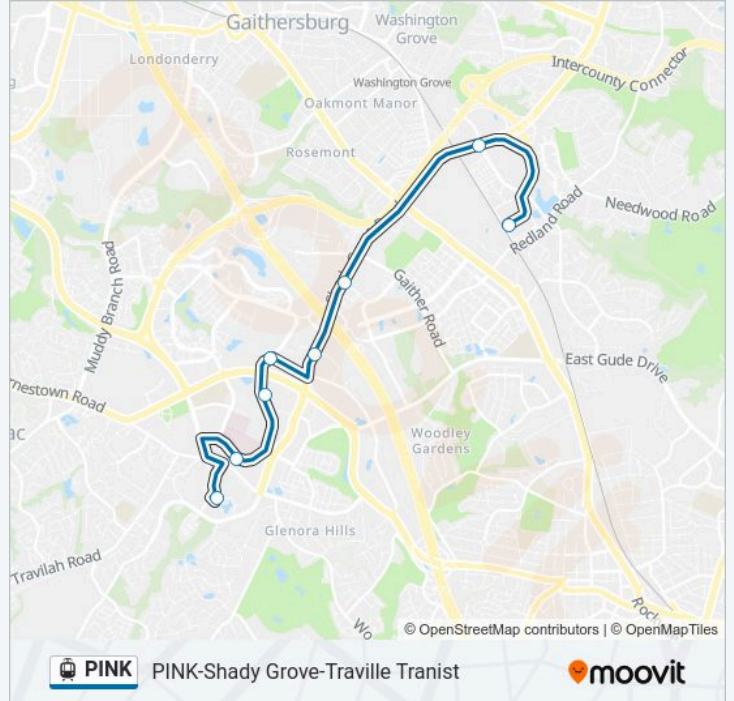 Gaithersburg
Washington
Grove
Londonderry
Intercounty Connector
Washington Grove
Oakmont Manor
Rosemont
Needwood Road
Redland Road
Muddy Branch Road
Gaither Road
East Gude Drive
Woodley
Gardens
Glenora Hills
Travilah Road
© OpenStreetMap contributors | © OpenMapTiles
PINK
PINK-Shady Grove-Traville Tranist
moovit